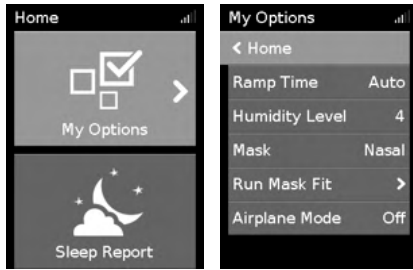 Home
My Options
Sleep Report
My Options
< Home
Ramp Time Auto
Humidity Level 4
Mask Nasal
Run Mask Fit >
Airplane Mode Off